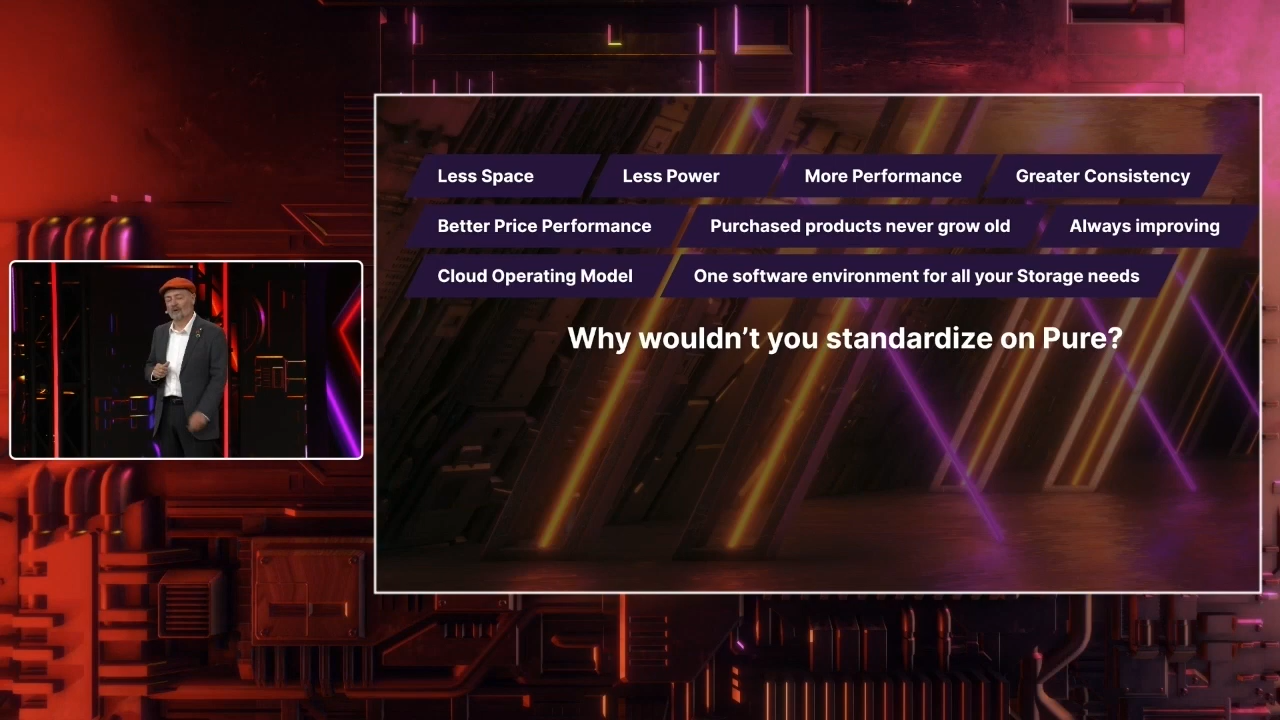 Less Space Less Power More Performance Greater Consistency
Better Price Performance Purchased products never grow old Always improving
Cloud Operating Model One software environment for all your Storage needs
Why wouldn’t you standardize on Pure?